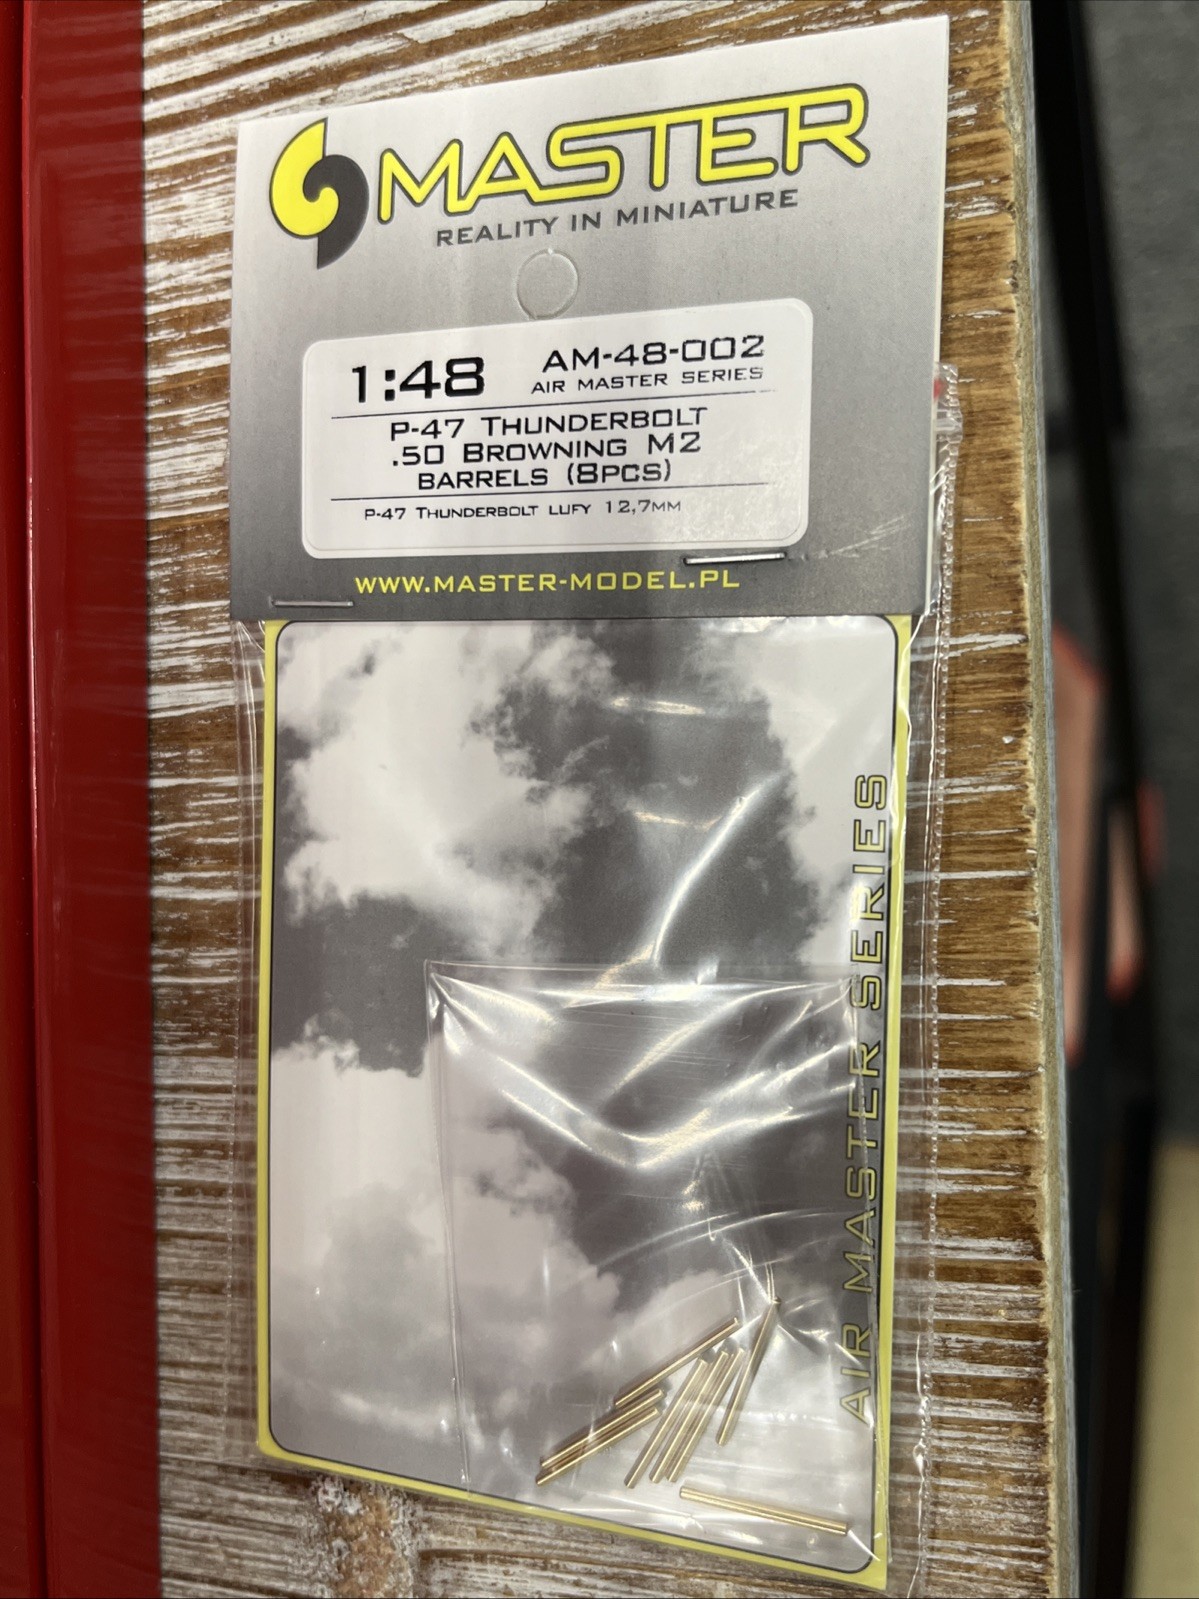 MASTER
REALITY IN MINIATURE
1:48
AM-48-002
AIR MASTER SERIES
P-47 THUNDERBOLT
.50 BROWNING M2
BARRELS (8PCS)
P-47 THUNDERBOLT LUFY 12,7MM
WWW.MASTER-MODEL.PL
AIR MASTER SERIES